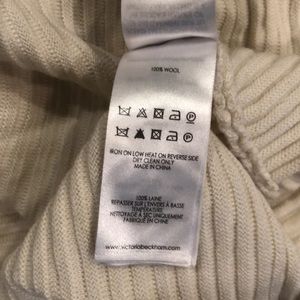 100% WOOL
P
P
IRON ON LOW HEAT ON REVERSE SIDE
DRY CLEAN ONLY
MADE IN CHINA
100% LAINE
REPASSER SUR L'ENVERS À BASSE
TEMPÉRATURE
NETTOYAGE A SEC UNIQUEMENT
FABRIQUÉ EN CHINE
www.victoriabeckham.com